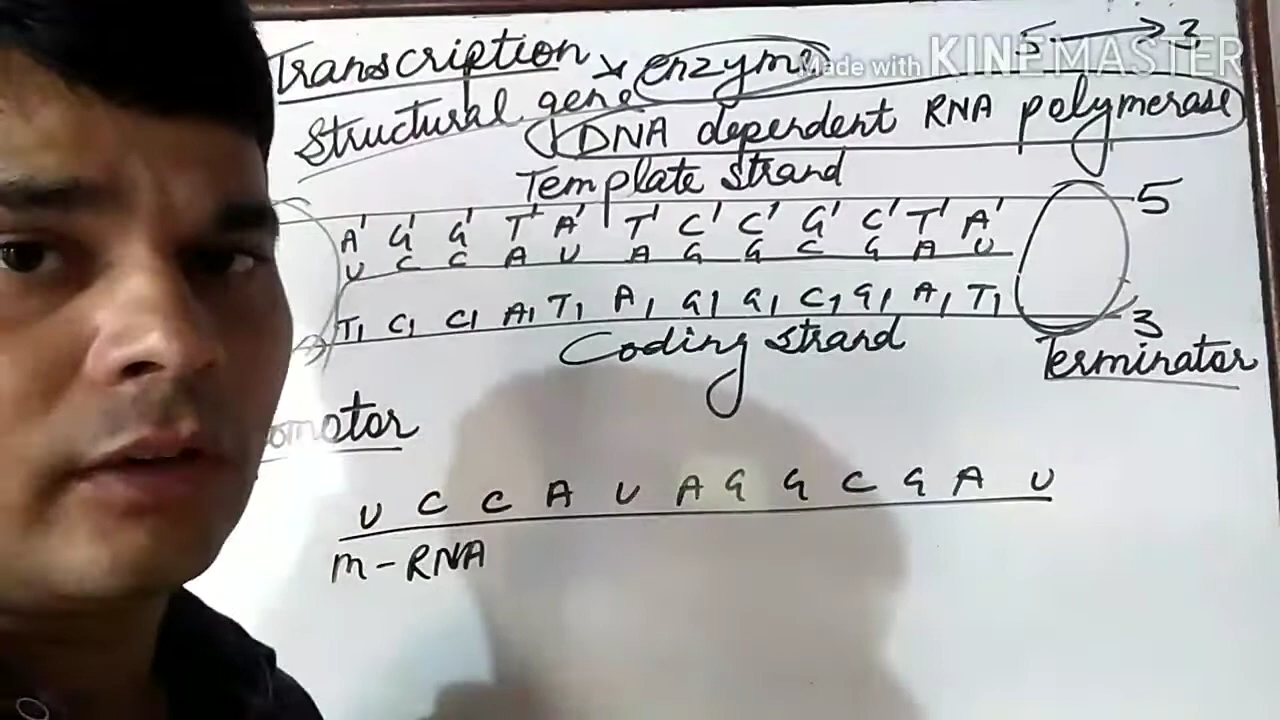 Transcription * enzyme 5 → 3
Made with KINEMASTER
Structural gene
DNA dependent RNA polymerase
Template strand
5
A' G' G' T' A' T' C' C' G' C' T' A'
U C C A U A G G C G A U
T, C, C, A, T, A, G, G, C, G, A, T,
3
Coding strand
Terminator
omotor
U C C A U A G G C G A U
m-RNA